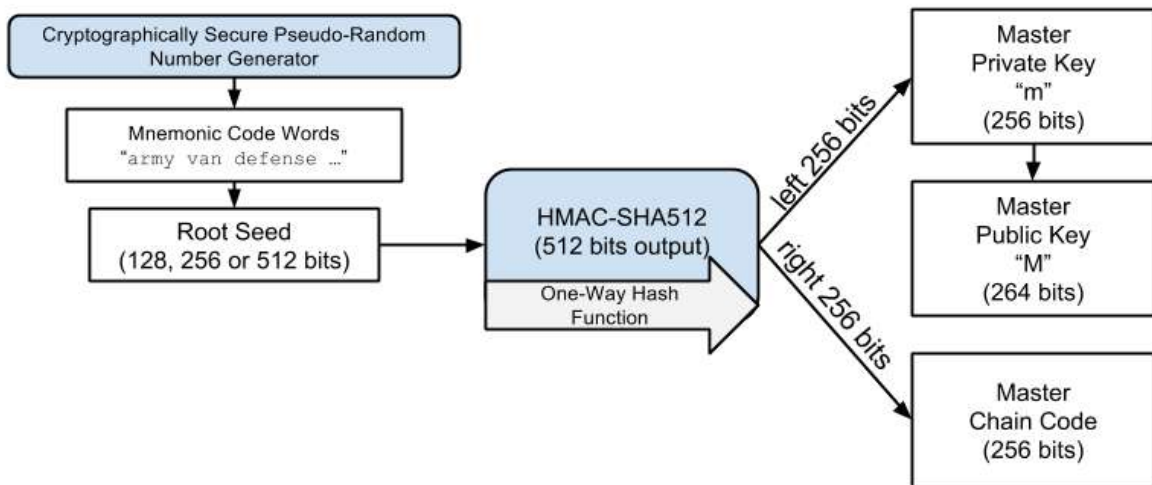 Cryptographically Secure Pseudo-Random
Number Generator
Mnemonic Code Words
“army van defense …”
Root Seed
(128, 256 or 512 bits)
HMAC-SHA512
(512 bits output)
One-Way Hash
Function
left 256 bits
right 256 bits
Master
Private Key
“m”
(256 bits)
Master
Public Key
“M”
(264 bits)
Master
Chain Code
(256 bits)